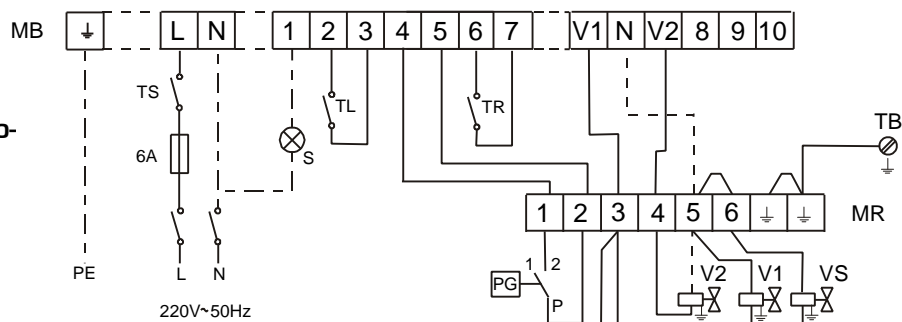 MB L N 1 2 3 4 5 6 7 V1 N V2 8 9 10
TS TL TR TB
o-
6A S
1 2 3 4 5 6 MR
PE L N 1 2 V2 V1 VS
PG
P
220V~50Hz